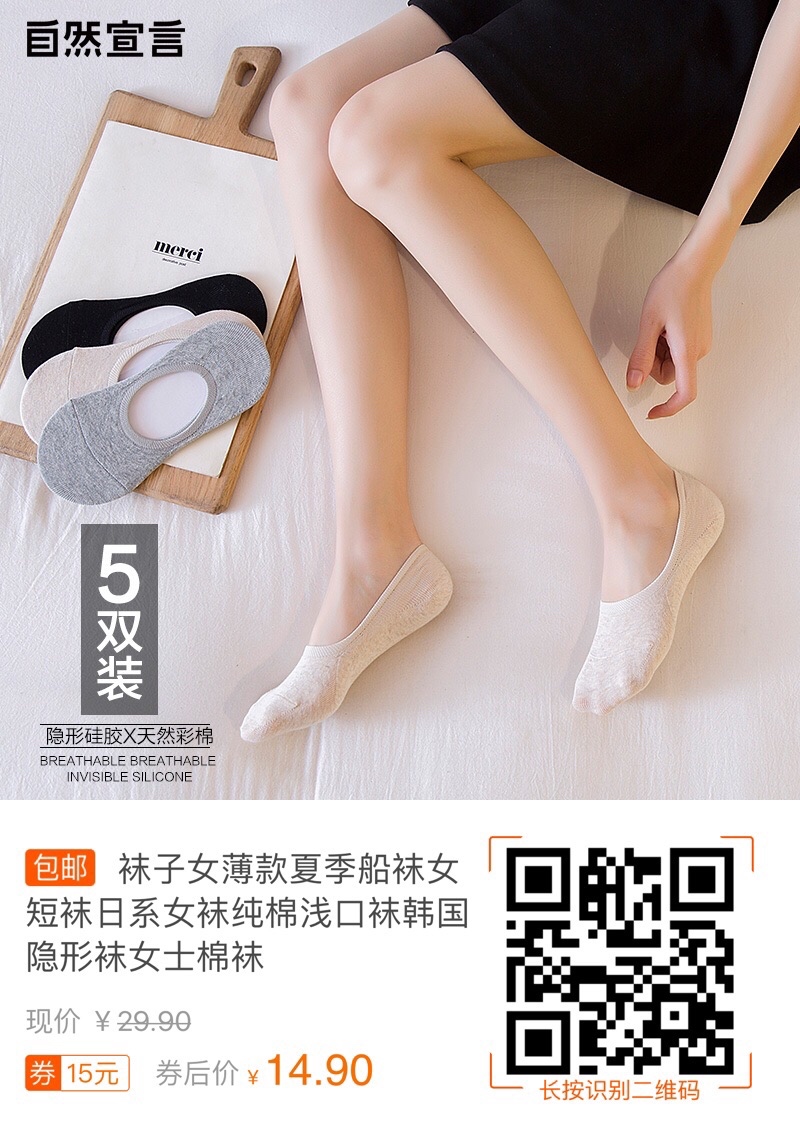 自然宣言
merci
5
双
装
隐形硅胶X天然彩棉
BREATHABLE BREATHABLE
INVISIBLE SILICONE
包邮 袜子女薄款夏季船袜女
短袜日系女袜纯棉浅口袜韩国
隐形袜女士棉袜
现价 ¥29.90
券 15元 券后价 ¥14.90
长按识别二维码